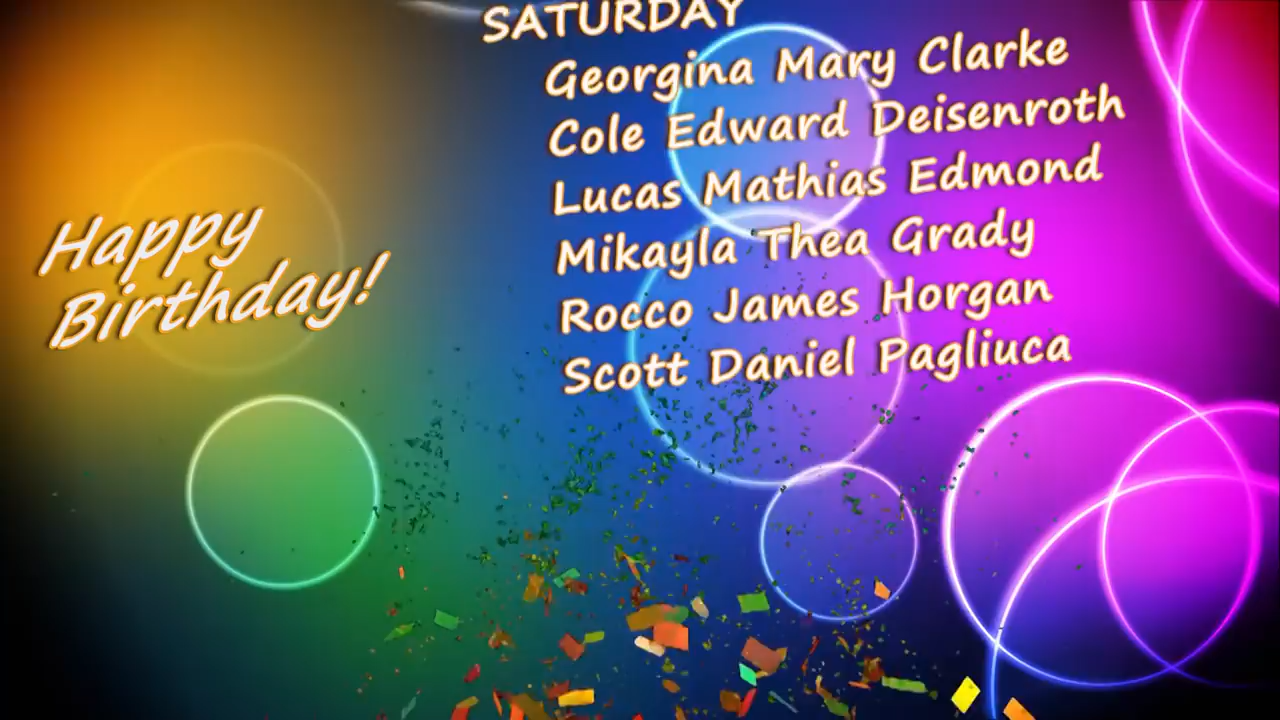 Happy
Birthday!
SATURDAY
Georgina Mary Clarke
Cole Edward Deisenroth
Lucas Mathias Edmond
Mikayla Thea Grady
Rocco James Horgan
Scott Daniel Pagliuca